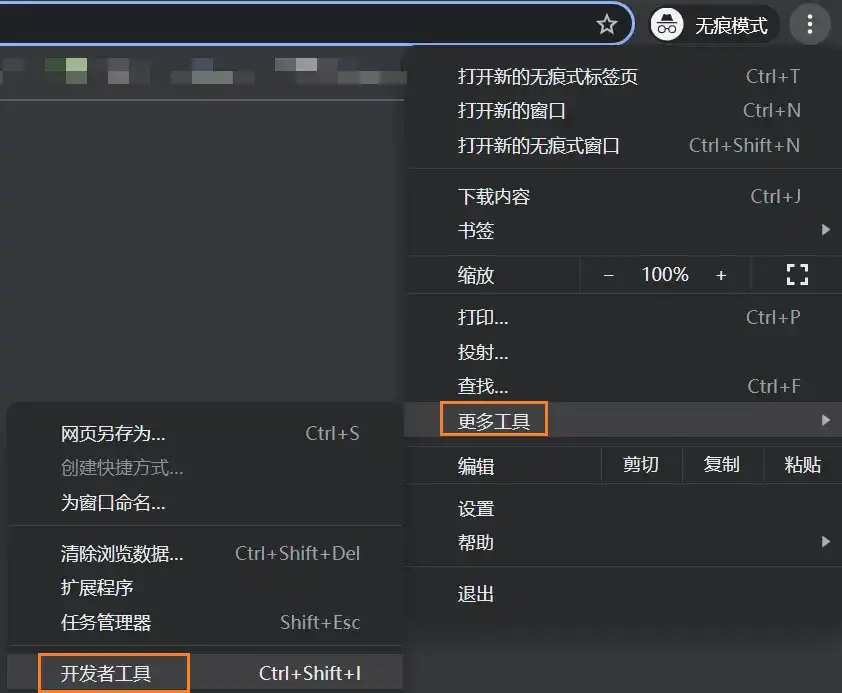 无痕模式
打开新的无痕式标签页 Ctrl+T
打开新的窗口 Ctrl+N
打开新的无痕式窗口 Ctrl+Shift+N
下载内容 Ctrl+J
书签
缩放 − 100% +
打印... Ctrl+P
投射...
查找... Ctrl+F
更多工具
编辑 剪切 复制 粘贴
设置
帮助
退出
网页另存为... Ctrl+S
创建快捷方式...
为窗口命名...
清除浏览数据... Ctrl+Shift+Del
扩展程序
任务管理器 Shift+Esc
开发者工具 Ctrl+Shift+I